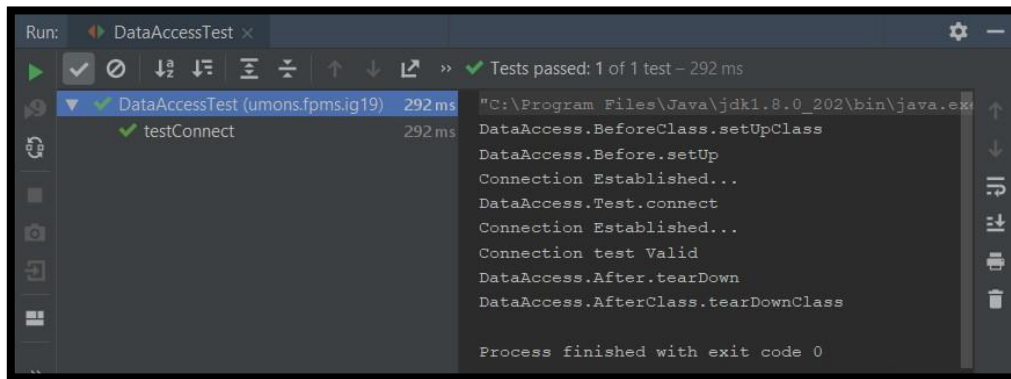 Run: DataAccessTest ×
» Tests passed: 1 of 1 test – 292 ms
DataAccessTest (umons.fpms.ig19) 292 ms
testConnect 292 ms
"C:\Program Files\Java\jdk1.8.0_202\bin\java.exe
DataAccess.BeforeClass.setUpClass
DataAccess.Before.setUp
Connection Established...
DataAccess.Test.connect
Connection Established...
Connection test Valid
DataAccess.After.tearDown
DataAccess.AfterClass.tearDownClass
Process finished with exit code 0